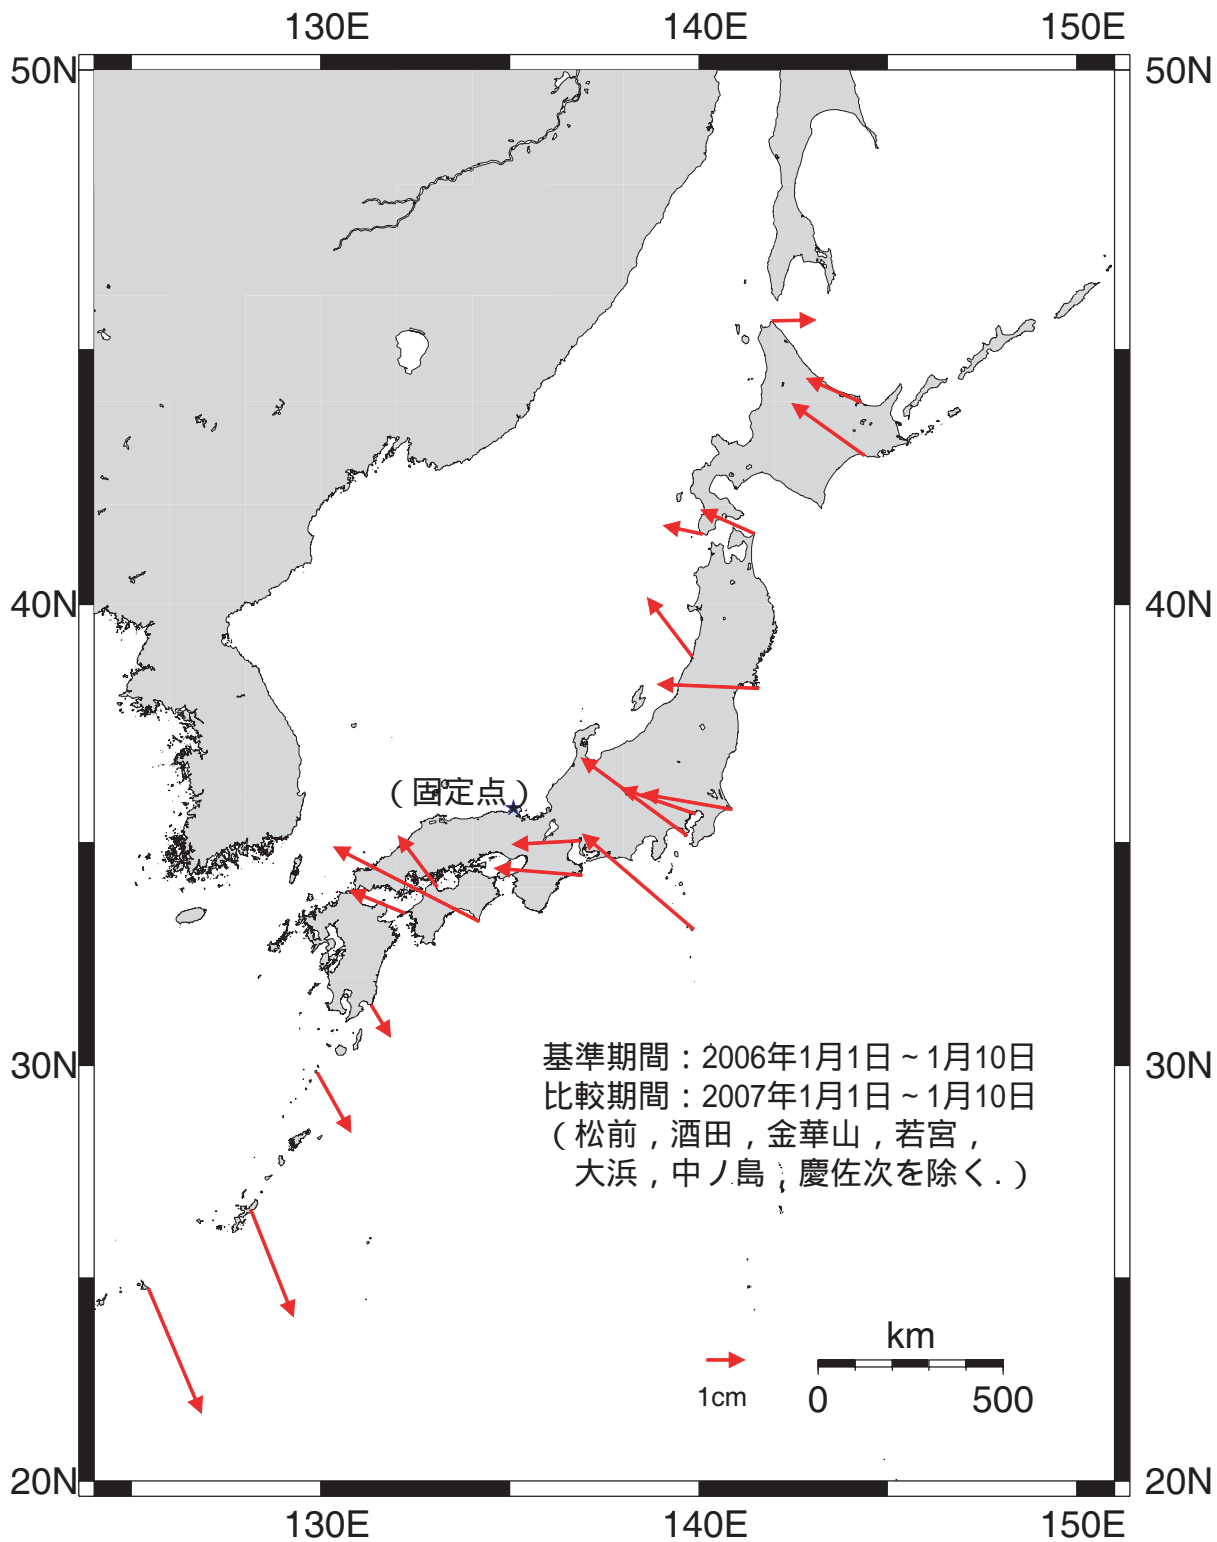 130E 140E 150E
50N 50N
40N 40N
(固定点)
基準期間:2006年1月1日~1月10日
比較期間:2007年1月1日~1月10日
(松前,酒田,金華山,若宮,
大浜,中ノ島,慶佐次を除く.)
30N 30N
km
1cm 0 500
20N 20N
130E 140E 150E